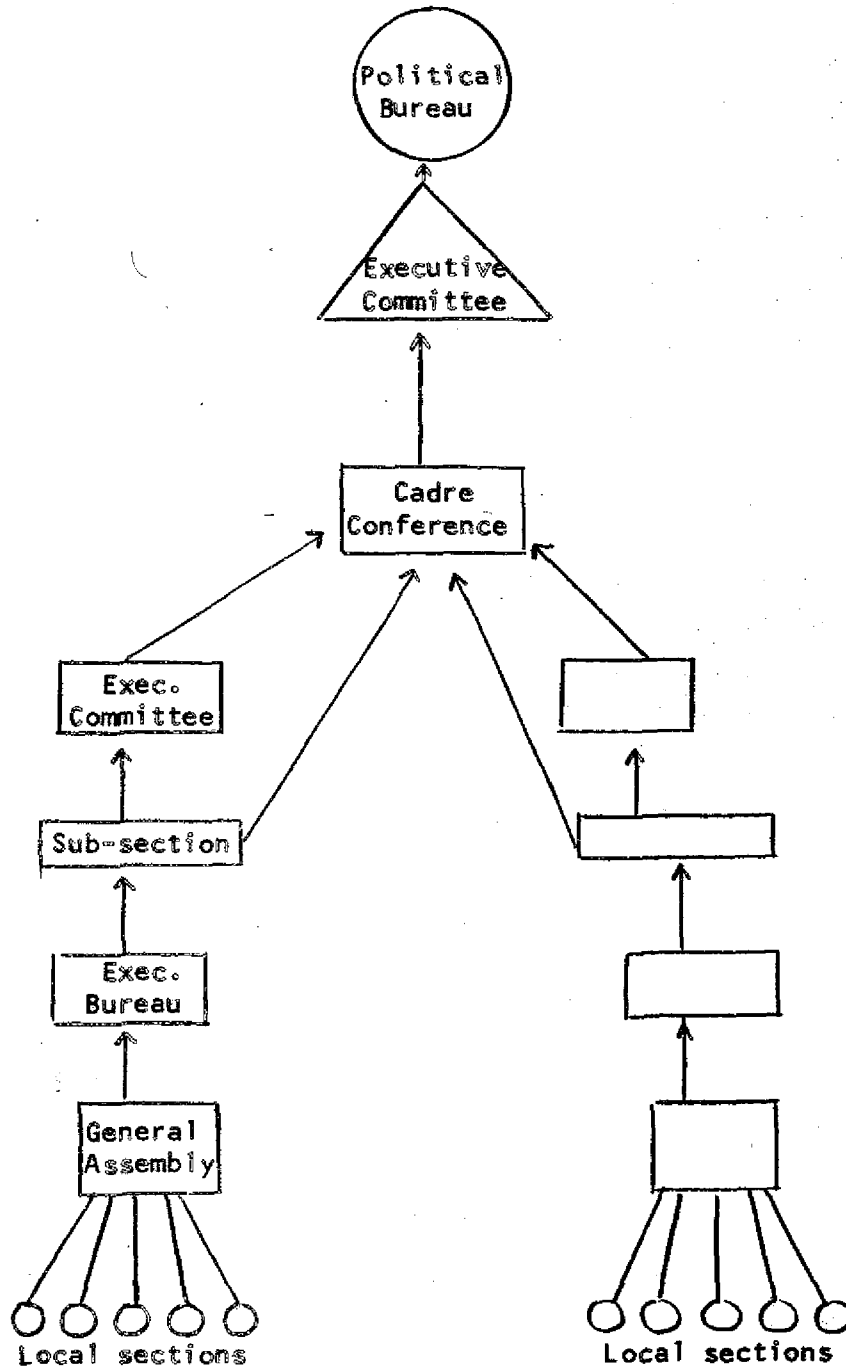 Political
Bureau
Executive
Committee
Cadre
Conference
Exec.
Committee
Sub-section
Exec.
Bureau
General
Assembly
Local sections
Local sections